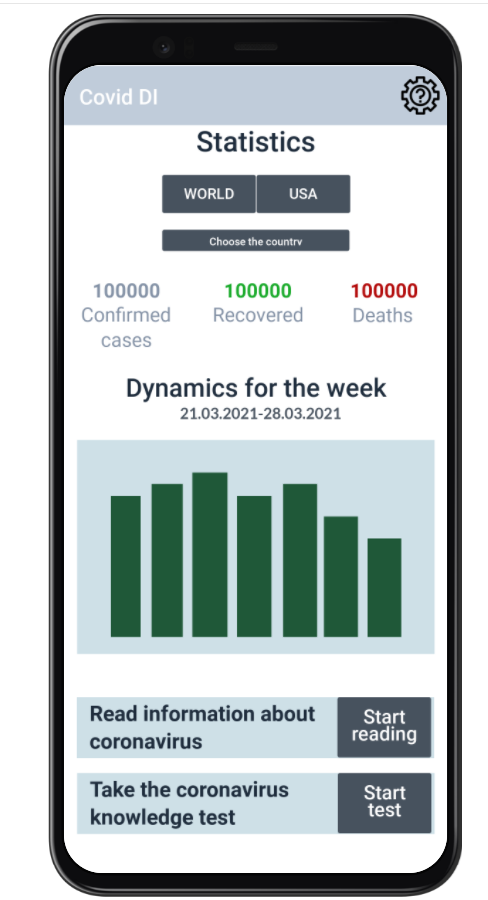 Covid DI
Statistics
WORLD USA
Choose the country
100000 100000 100000
Confirmed cases Recovered Deaths
Dynamics for the week
21.03.2021-28.03.2021
Read information about
coronavirus
Start
reading
Take the coronavirus
knowledge test
Start
test